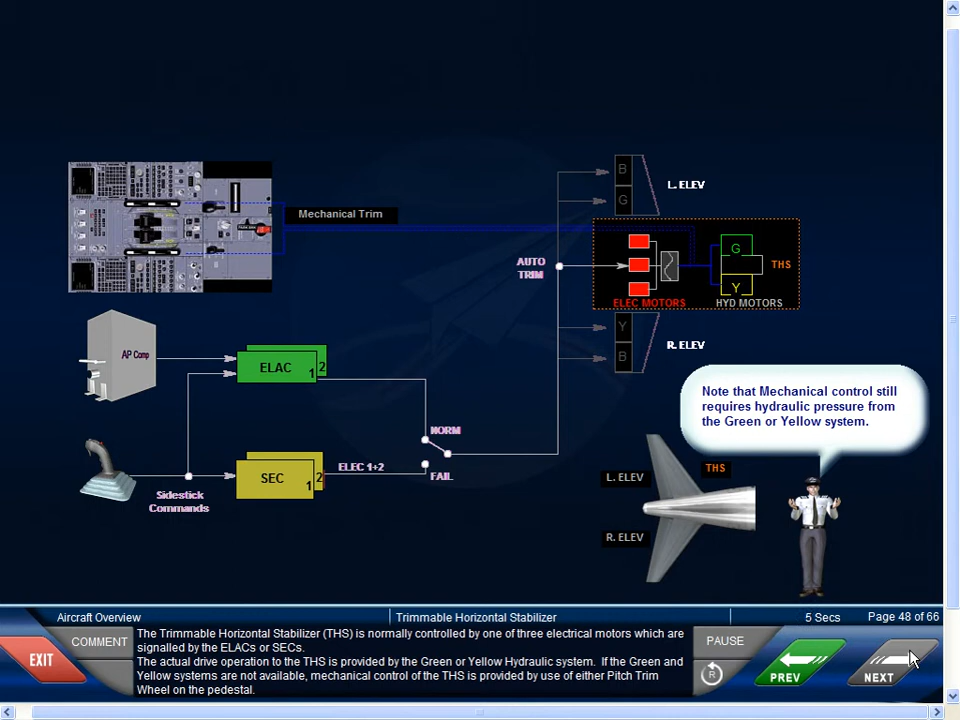 B
G
L. ELEV
Mechanical Trim
AUTO
TRIM
G
Y
THS
ELEC MOTORS
HYD MOTORS
Y
B
R. ELEV
AP Comp
ELAC
1
2
NORM
Note that Mechanical control still
requires hydraulic pressure from
the Green or Yellow system.
SEC
1
2
ELEC 1+2
FAIL
Sidestick
Commands
THS
L. ELEV
R. ELEV
Aircraft Overview
Trimmable Horizontal Stabilizer
5 Secs
Page 48 of 66
EXIT
COMMENT
The Trimmable Horizontal Stabilizer (THS) is normally controlled by one of three electrical motors which are
signalled by the ELACs or SECs.
The actual drive operation to the THS is provided by the Green or Yellow Hydraulic system.  If the Green and
Yellow systems are not available, mechanical control of the THS is provided by use of either Pitch Trim
Wheel on the pedestal.
PAUSE
R
PREV
NEXT